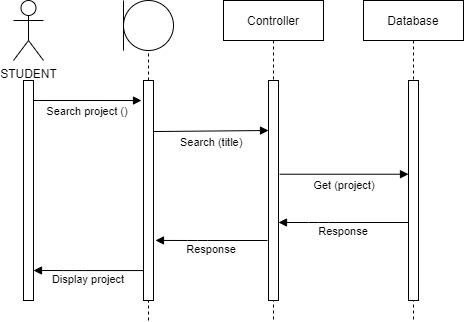 Controller
Database
STUDENT
Search project ()
Search (title)
Get (project)
Response
Response
Display project